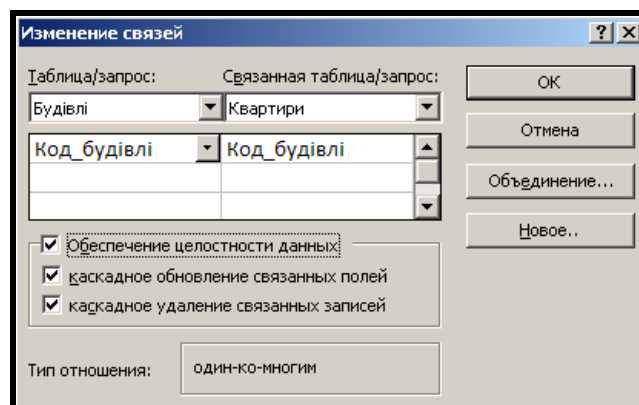 Изменение связей
Таблица/запрос: Связанная таблица/запрос:
Будівлі Квартири
Код_будівлі Код_будівлі
Обеспечение целостности данных
каскадное обновление связанных полей
каскадное удаление связанных записей
Тип отношения: один-ко-многим
ОК
Отмена
Объединение...
Новое..